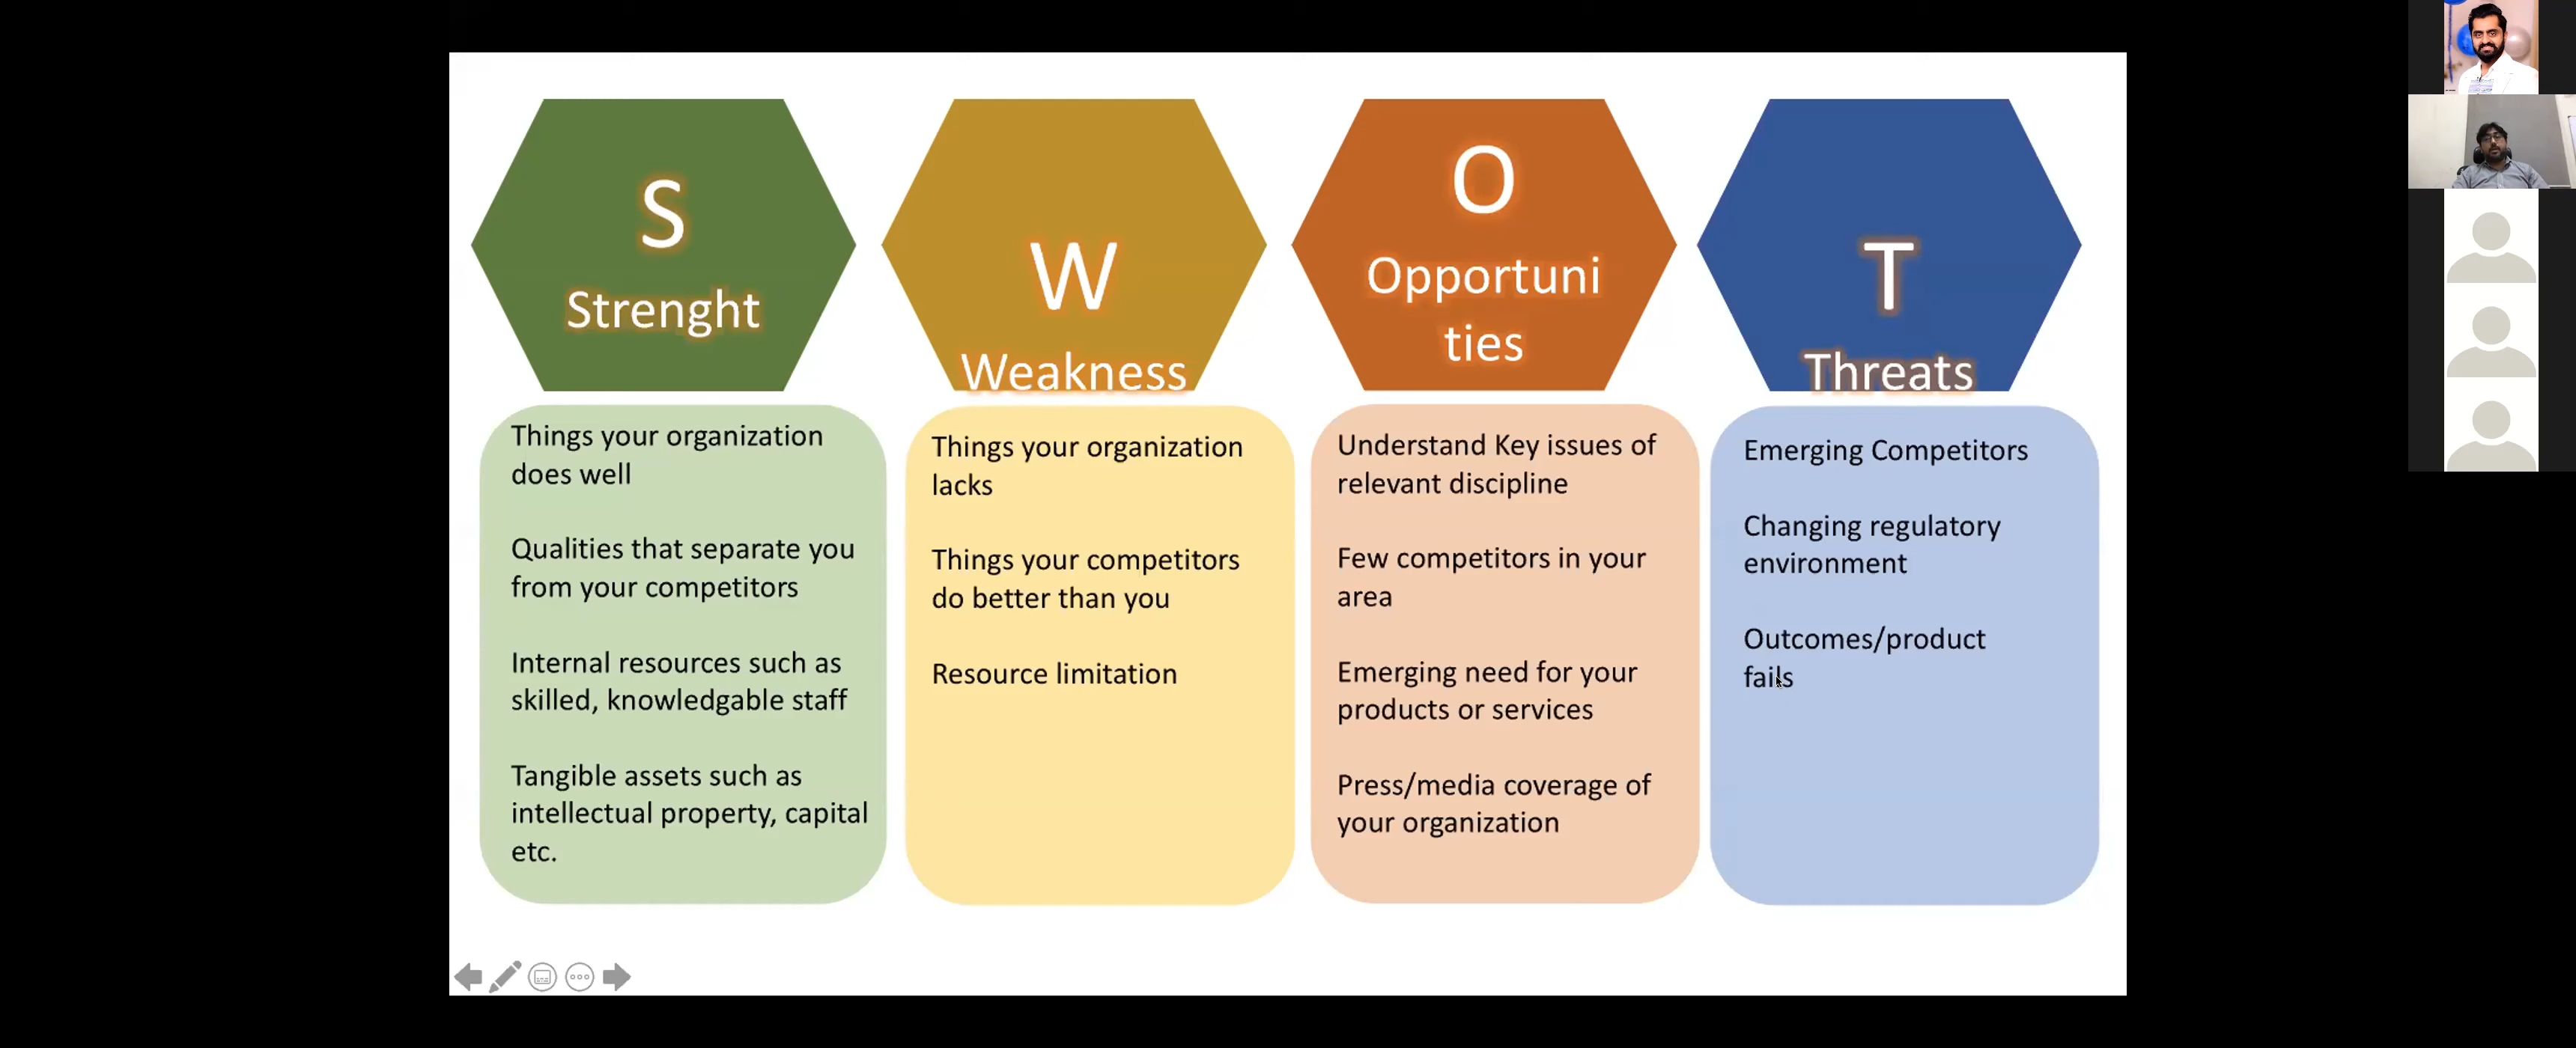 S
Strenght
Things your organization
does well
Qualities that separate you
from your competitors
Internal resources such as
skilled, knowledgable staff
Tangible assets such as
intellectual property, capital
etc.
W
Weakness
Things your organization
lacks
Things your competitors
do better than you
Resource limitation
O
Opportuni
ties
Understand Key issues of
relevant discipline
Few competitors in your
area
Emerging need for your
products or services
Press/media coverage of
your organization
T
Threats
Emerging Competitors
Changing regulatory
environment
Outcomes/product
fails